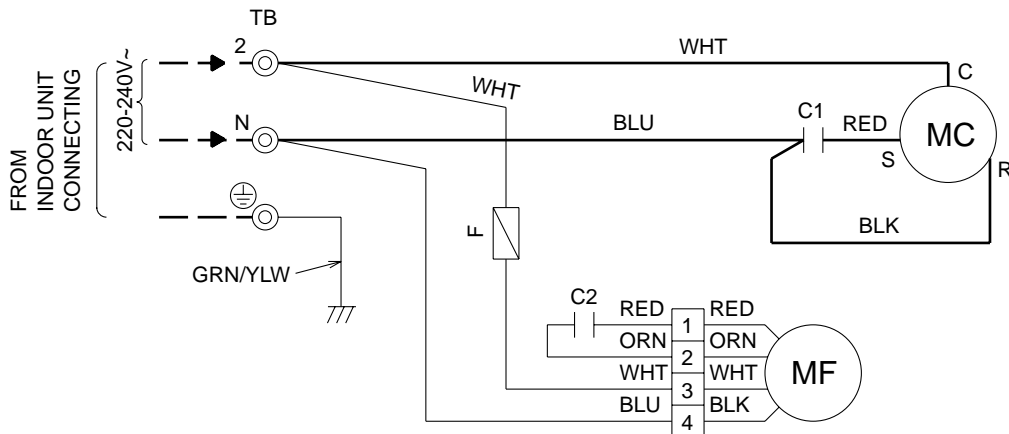 TB
2
WHT
C
FROM
INDOOR UNIT
CONNECTING
220-240V~
WHT
C1
N
BLU
RED
MC
S
R
BLK
F
GRN/YLW
C2
RED
1
RED
ORN
2
ORN
WHT
3
WHT
MF
BLU
4
BLK